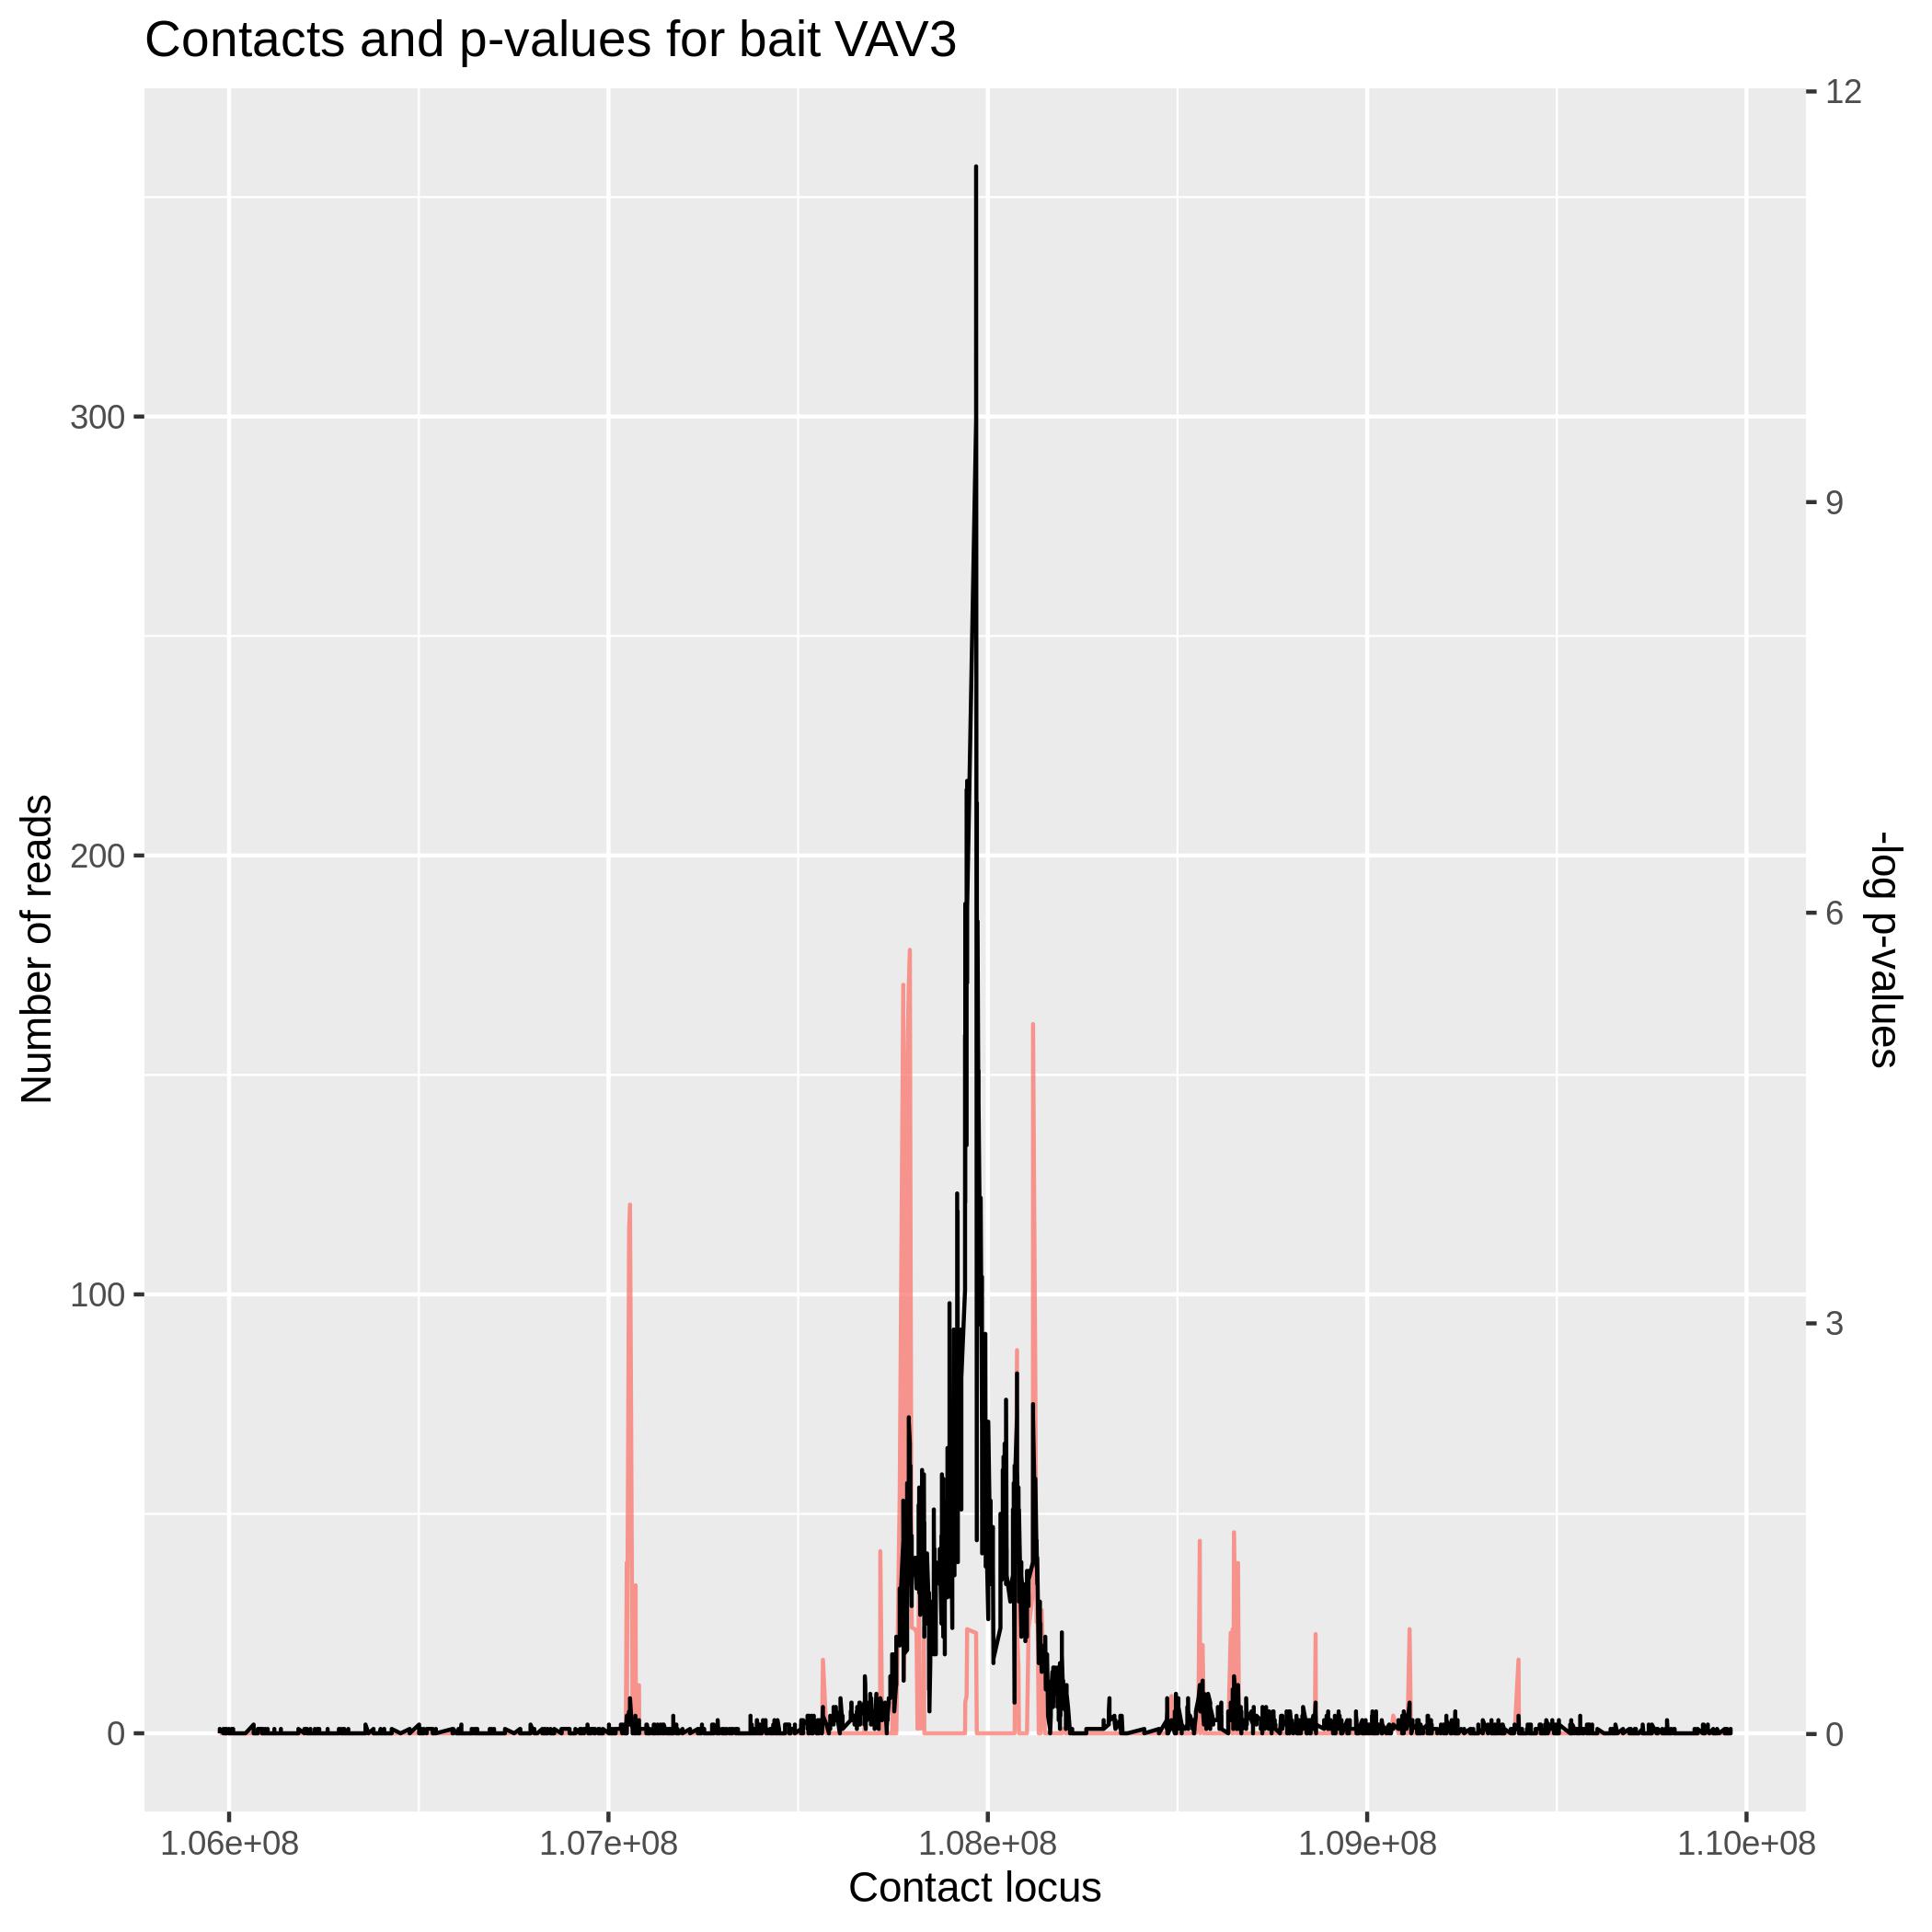 Contacts and p-values for bait VAV3
12
300
9
200
6
100
3
0
0
Number of reads
-log p-values
1.06e+08
1.07e+08
1.08e+08
1.09e+08
1.10e+08
Contact locus